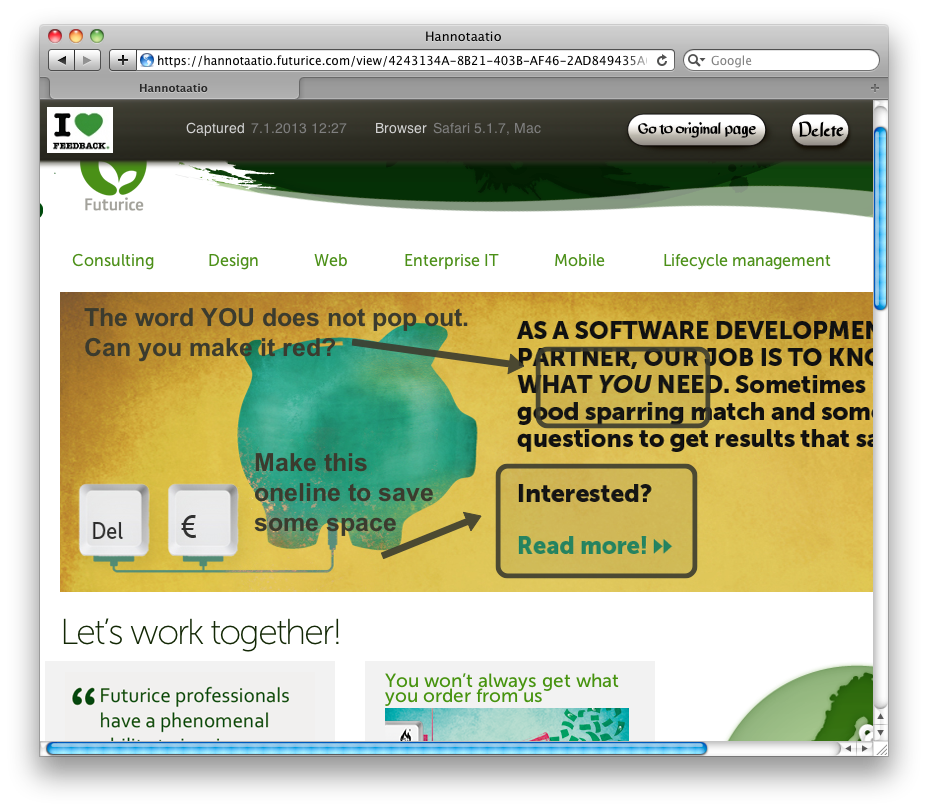 Hannotaatio
https://hannotaatio.futurice.com/view/4243134A-8B21-403B-AF46-2AD849435A
Google
Hannotaatio
I
FEEDBACK.
Captured 7.1.2013 12:27 Browser Safari 5.1.7, Mac
Go to original page
Delete
Futurice
Consulting Design Web Enterprise IT Mobile Lifecycle management
The word YOU does not pop out.
Can you make it red?
AS A SOFTWARE DEVELOPMEN
PARTNER, OUR JOB IS TO KNO
WHAT YOU NEED. Sometimes
good sparring match and som
questions to get results that sa
Make this
oneline to save
some space
Del
€
Interested?
Read more!
Let's work together!
“ Futurice professionals
have a phenomenal
You won't always get what
you order from us